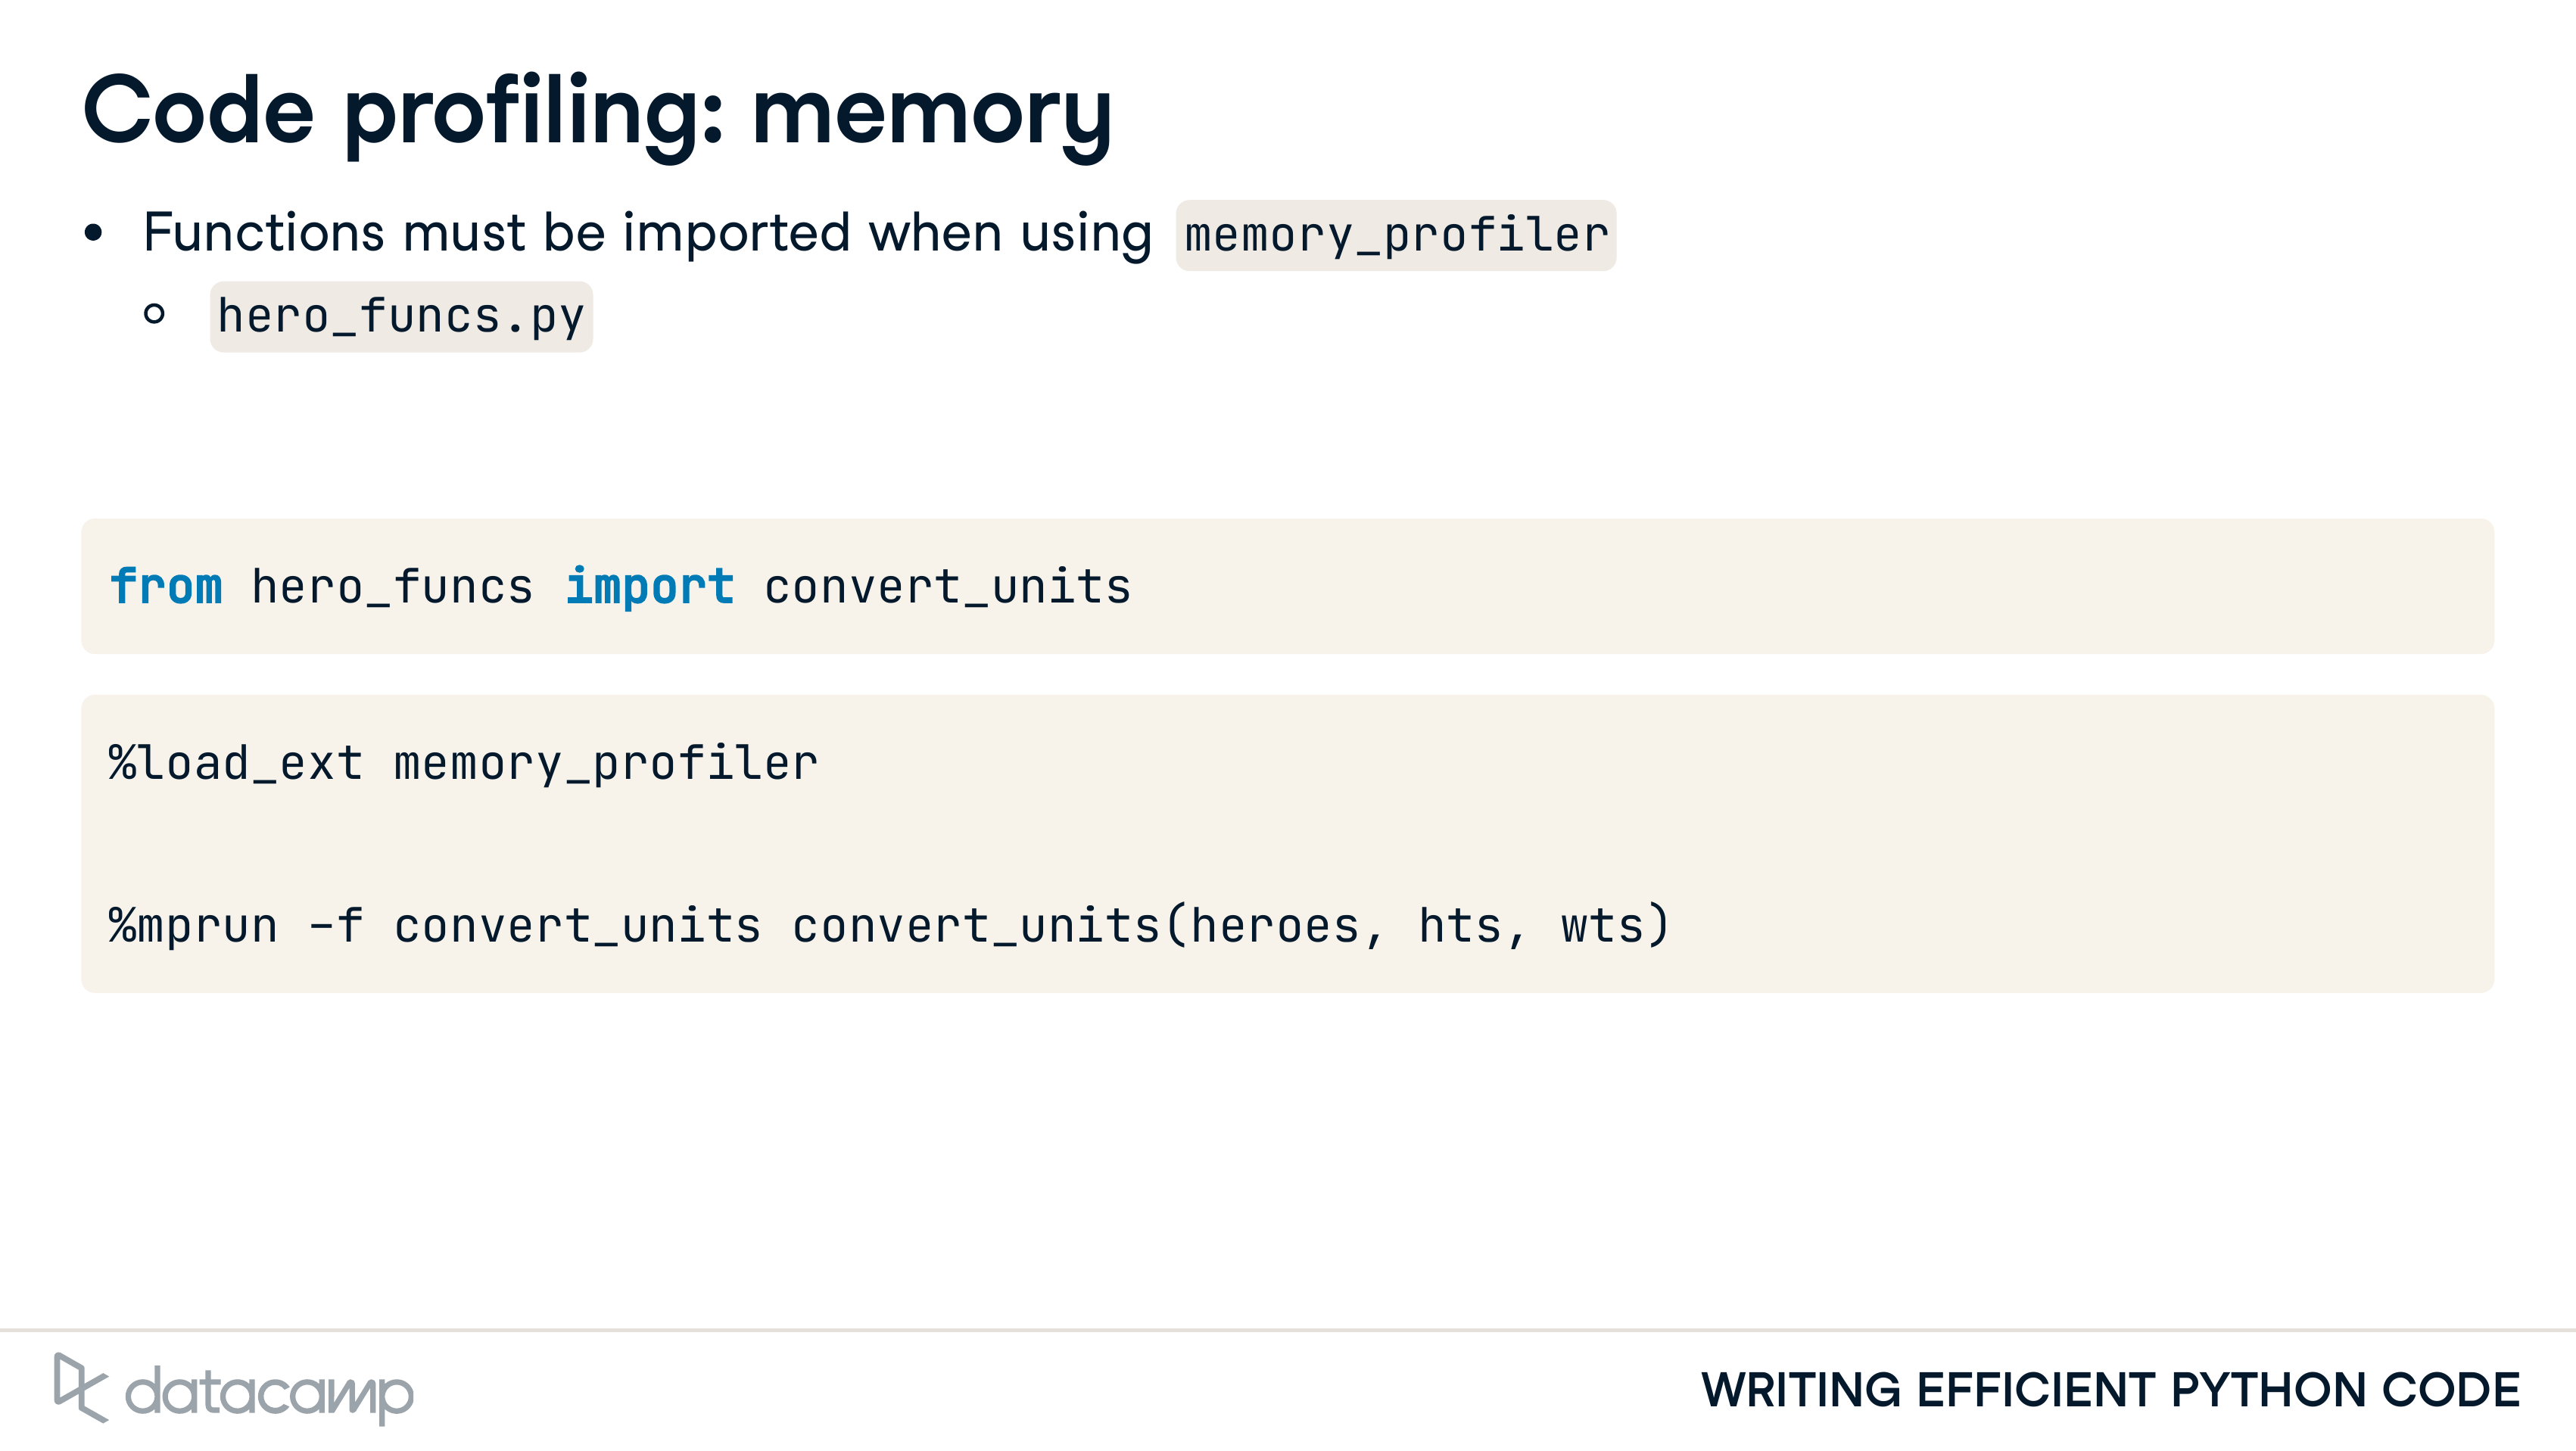 Code profiling: memory
• Functions must be imported when using memory_profiler
○ hero_funcs.py
from hero_funcs import convert_units
%load_ext memory_profiler
%mprun -f convert_units convert_units(heroes, hts, wts)
datacamp
WRITING EFFICIENT PYTHON CODE